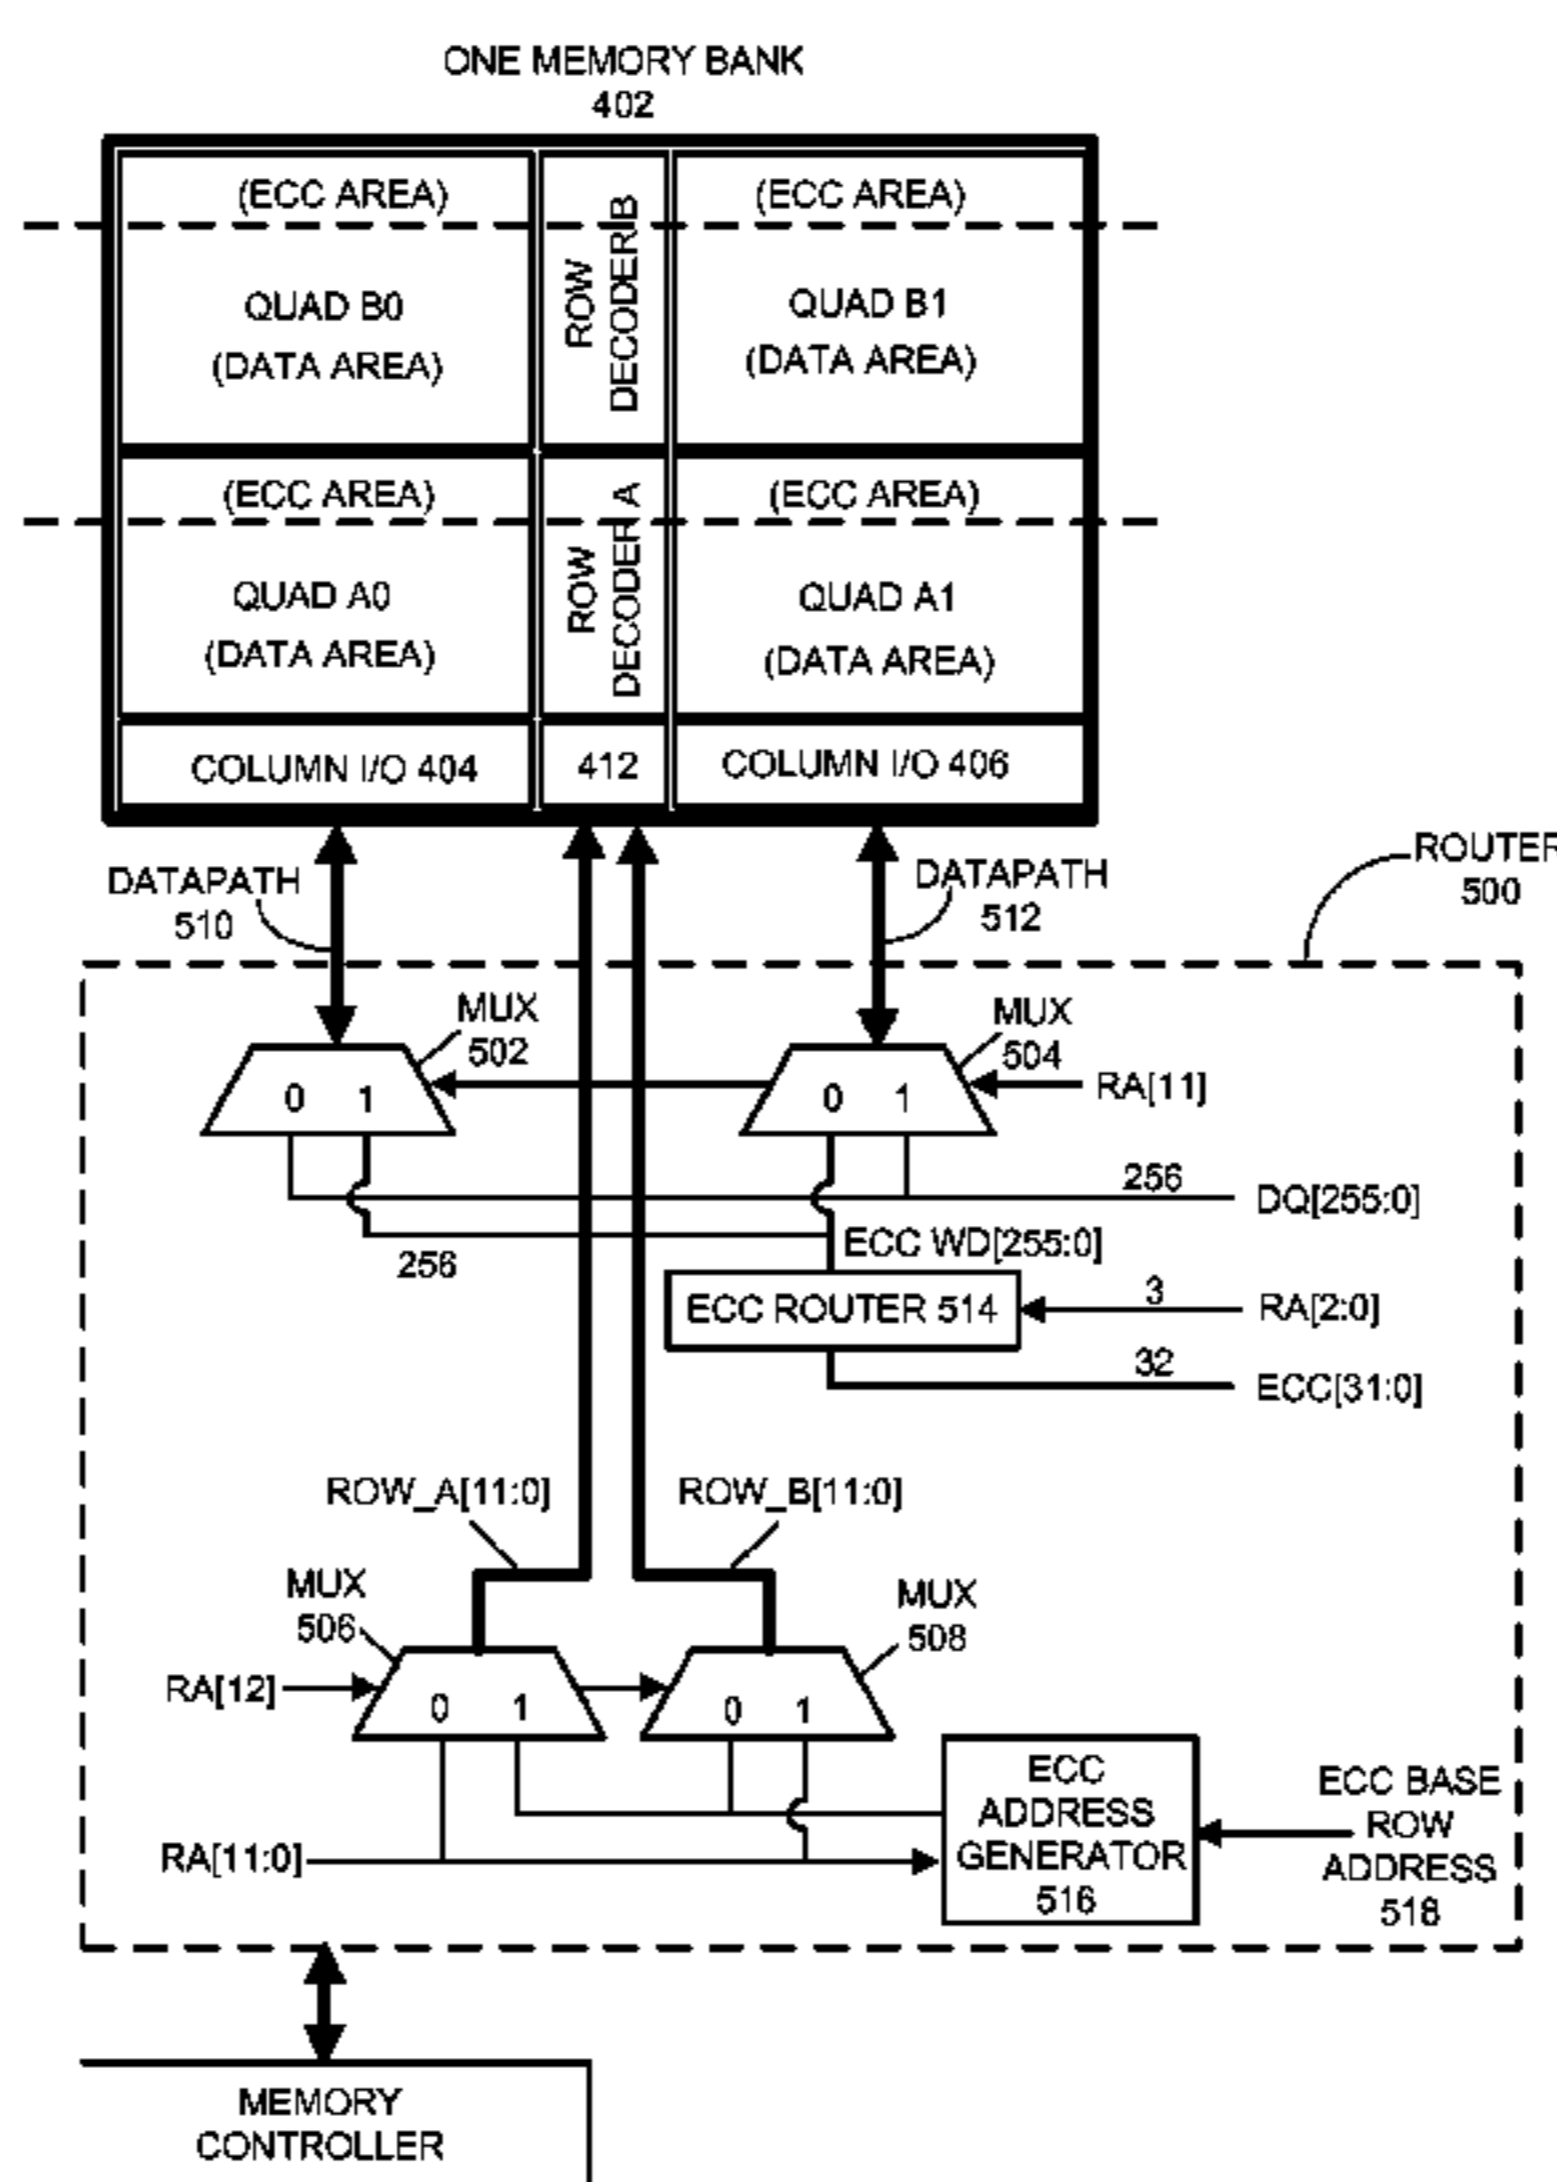 ONE MEMORY BANK
402
(ECC AREA)
ROW
DECODER B
(ECC AREA)
QUAD B0
(DATA AREA)
QUAD B1
(DATA AREA)
(ECC AREA)
ROW
DECODER A
(ECC AREA)
QUAD A0
(DATA AREA)
QUAD A1
(DATA AREA)
COLUMN I/O 404
412
COLUMN I/O 406
DATAPATH
510
DATAPATH
512
ROUTER
500
MUX
502
MUX
504
0 1
0 1
RA[11]
256
DQ[255:0]
256
ECC WD[255:0]
ECC ROUTER 514
3
RA[2:0]
32
ECC[31:0]
ROW_A[11:0]
ROW_B[11:0]
MUX
506
MUX
508
RA[12]
0 1
0 1
ECC
ADDRESS
GENERATOR
516
ECC BASE
ROW
ADDRESS
518
RA[11:0]
MEMORY
CONTROLLER